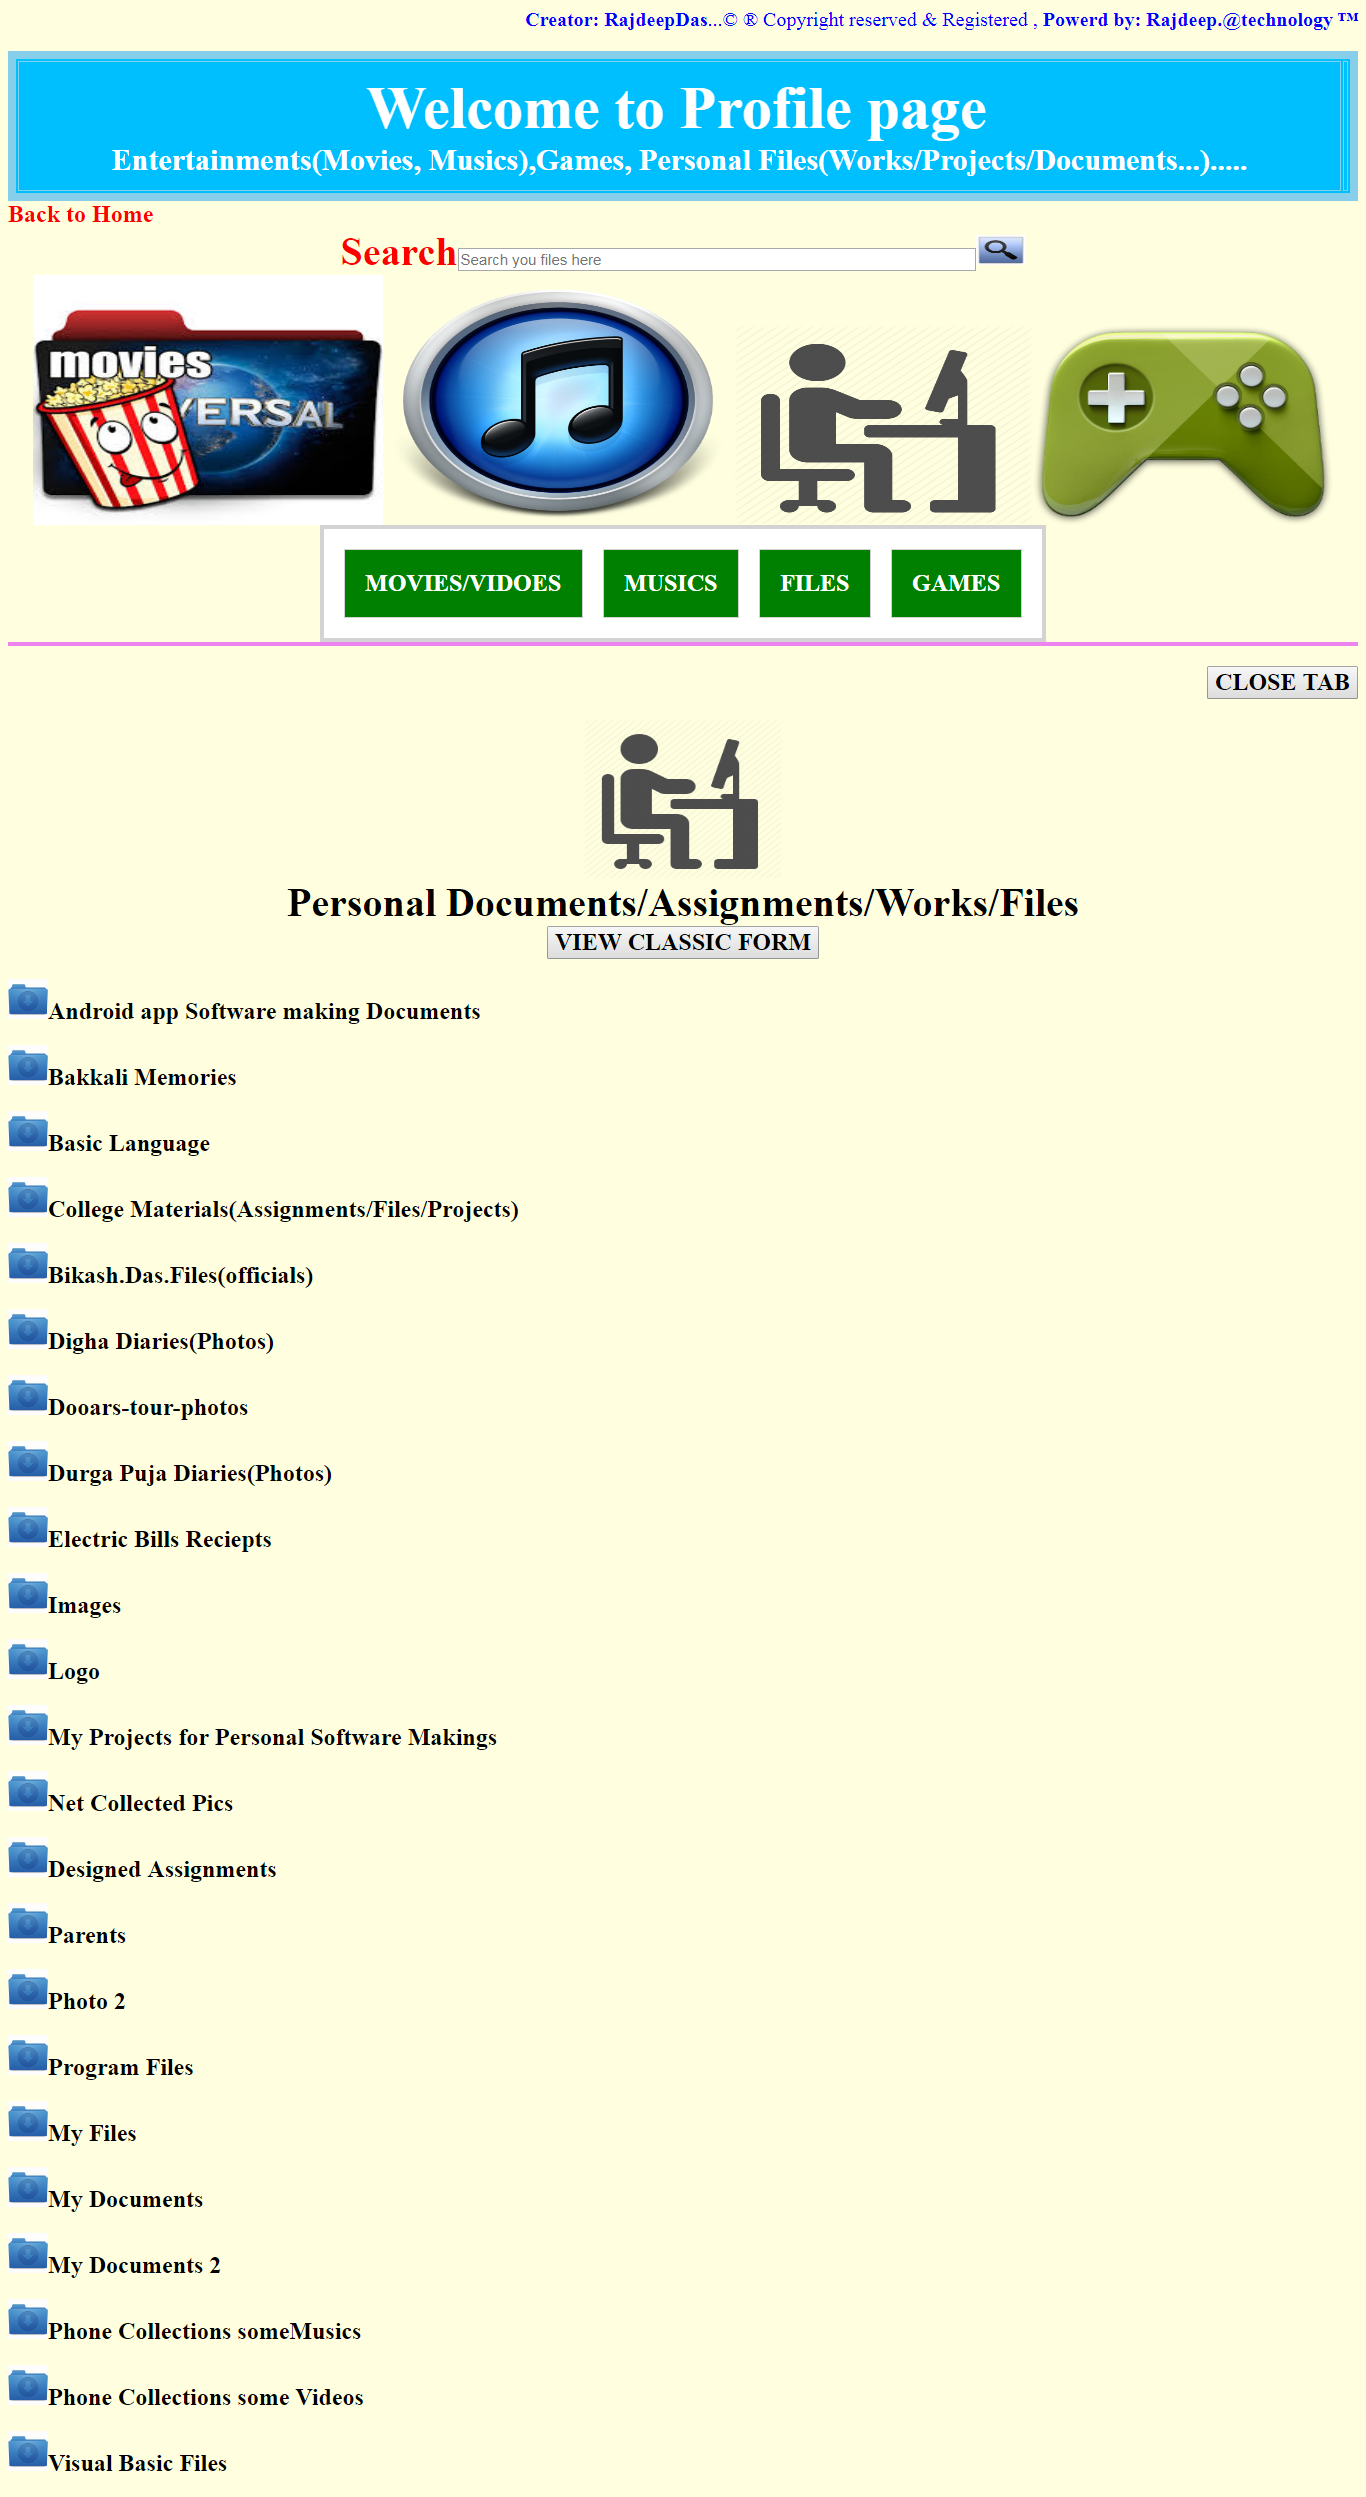 Creator: RajdeepDas...© ® Copyright reserved & Registered , Powerd by: Rajdeep.@technology ™
Welcome to Profile page
Entertainments(Movies, Musics),Games, Personal Files(Works/Projects/Documents...).....
Back to Home
Search Search you files here
movies
VERSAL
MOVIES/VIDOES MUSICS FILES GAMES
CLOSE TAB
Personal Documents/Assignments/Works/Files
VIEW CLASSIC FORM
Android app Software making Documents
Bakkali Memories
Basic Language
College Materials(Assignments/Files/Projects)
Bikash.Das.Files(officials)
Digha Diaries(Photos)
Dooars-tour-photos
Durga Puja Diaries(Photos)
Electric Bills Reciepts
Images
Logo
My Projects for Personal Software Makings
Net Collected Pics
Designed Assignments
Parents
Photo 2
Program Files
My Files
My Documents
My Documents 2
Phone Collections someMusics
Phone Collections some Videos
Visual Basic Files